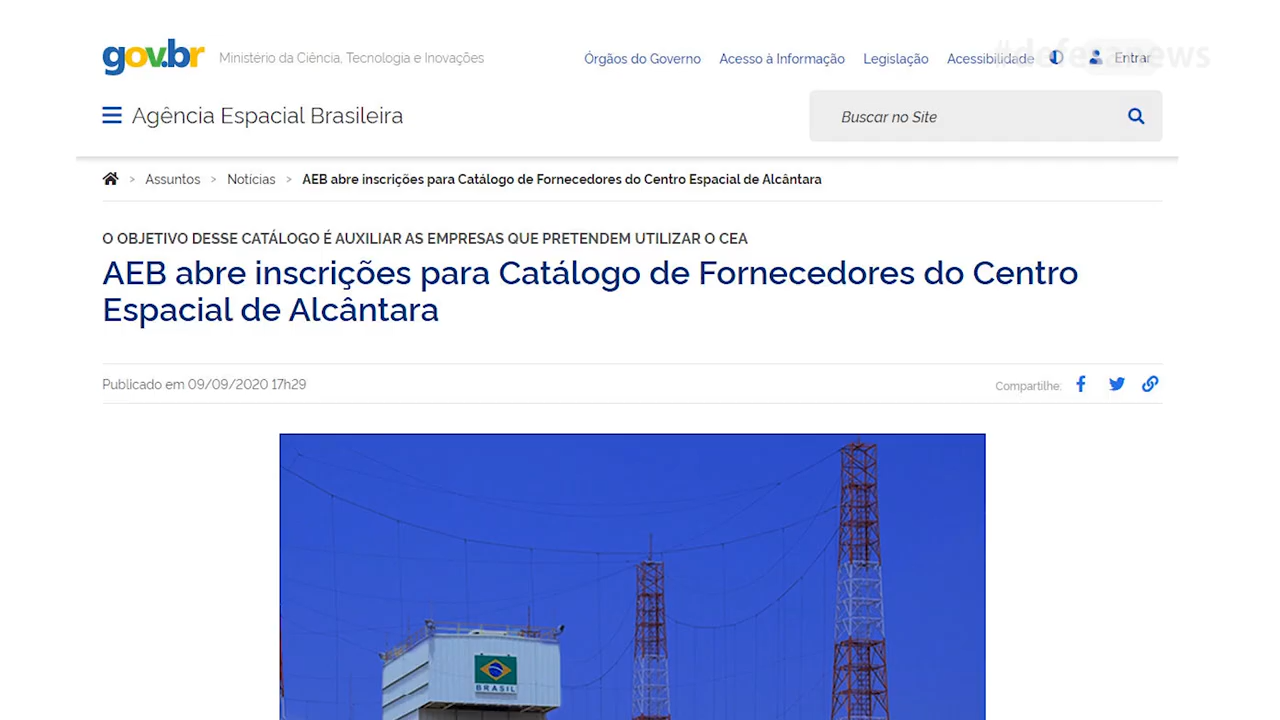 gov.br
Ministério da Ciência, Tecnologia e Inovações
Órgãos do Governo
Acesso à Informação
Legislação
Acessibilidade
Entrar
#defesanews
Agência Espacial Brasileira
Buscar no Site
> Assuntos > Notícias > AEB abre inscrições para Catálogo de Fornecedores do Centro Espacial de Alcântara
O OBJETIVO DESSE CATÁLOGO É AUXILIAR AS EMPRESAS QUE PRETENDEM UTILIZAR O CEA
AEB abre inscrições para Catálogo de Fornecedores do Centro
Espacial de Alcântara
Publicado em 09/09/2020 17h29
Compartilhe:
BRASIL